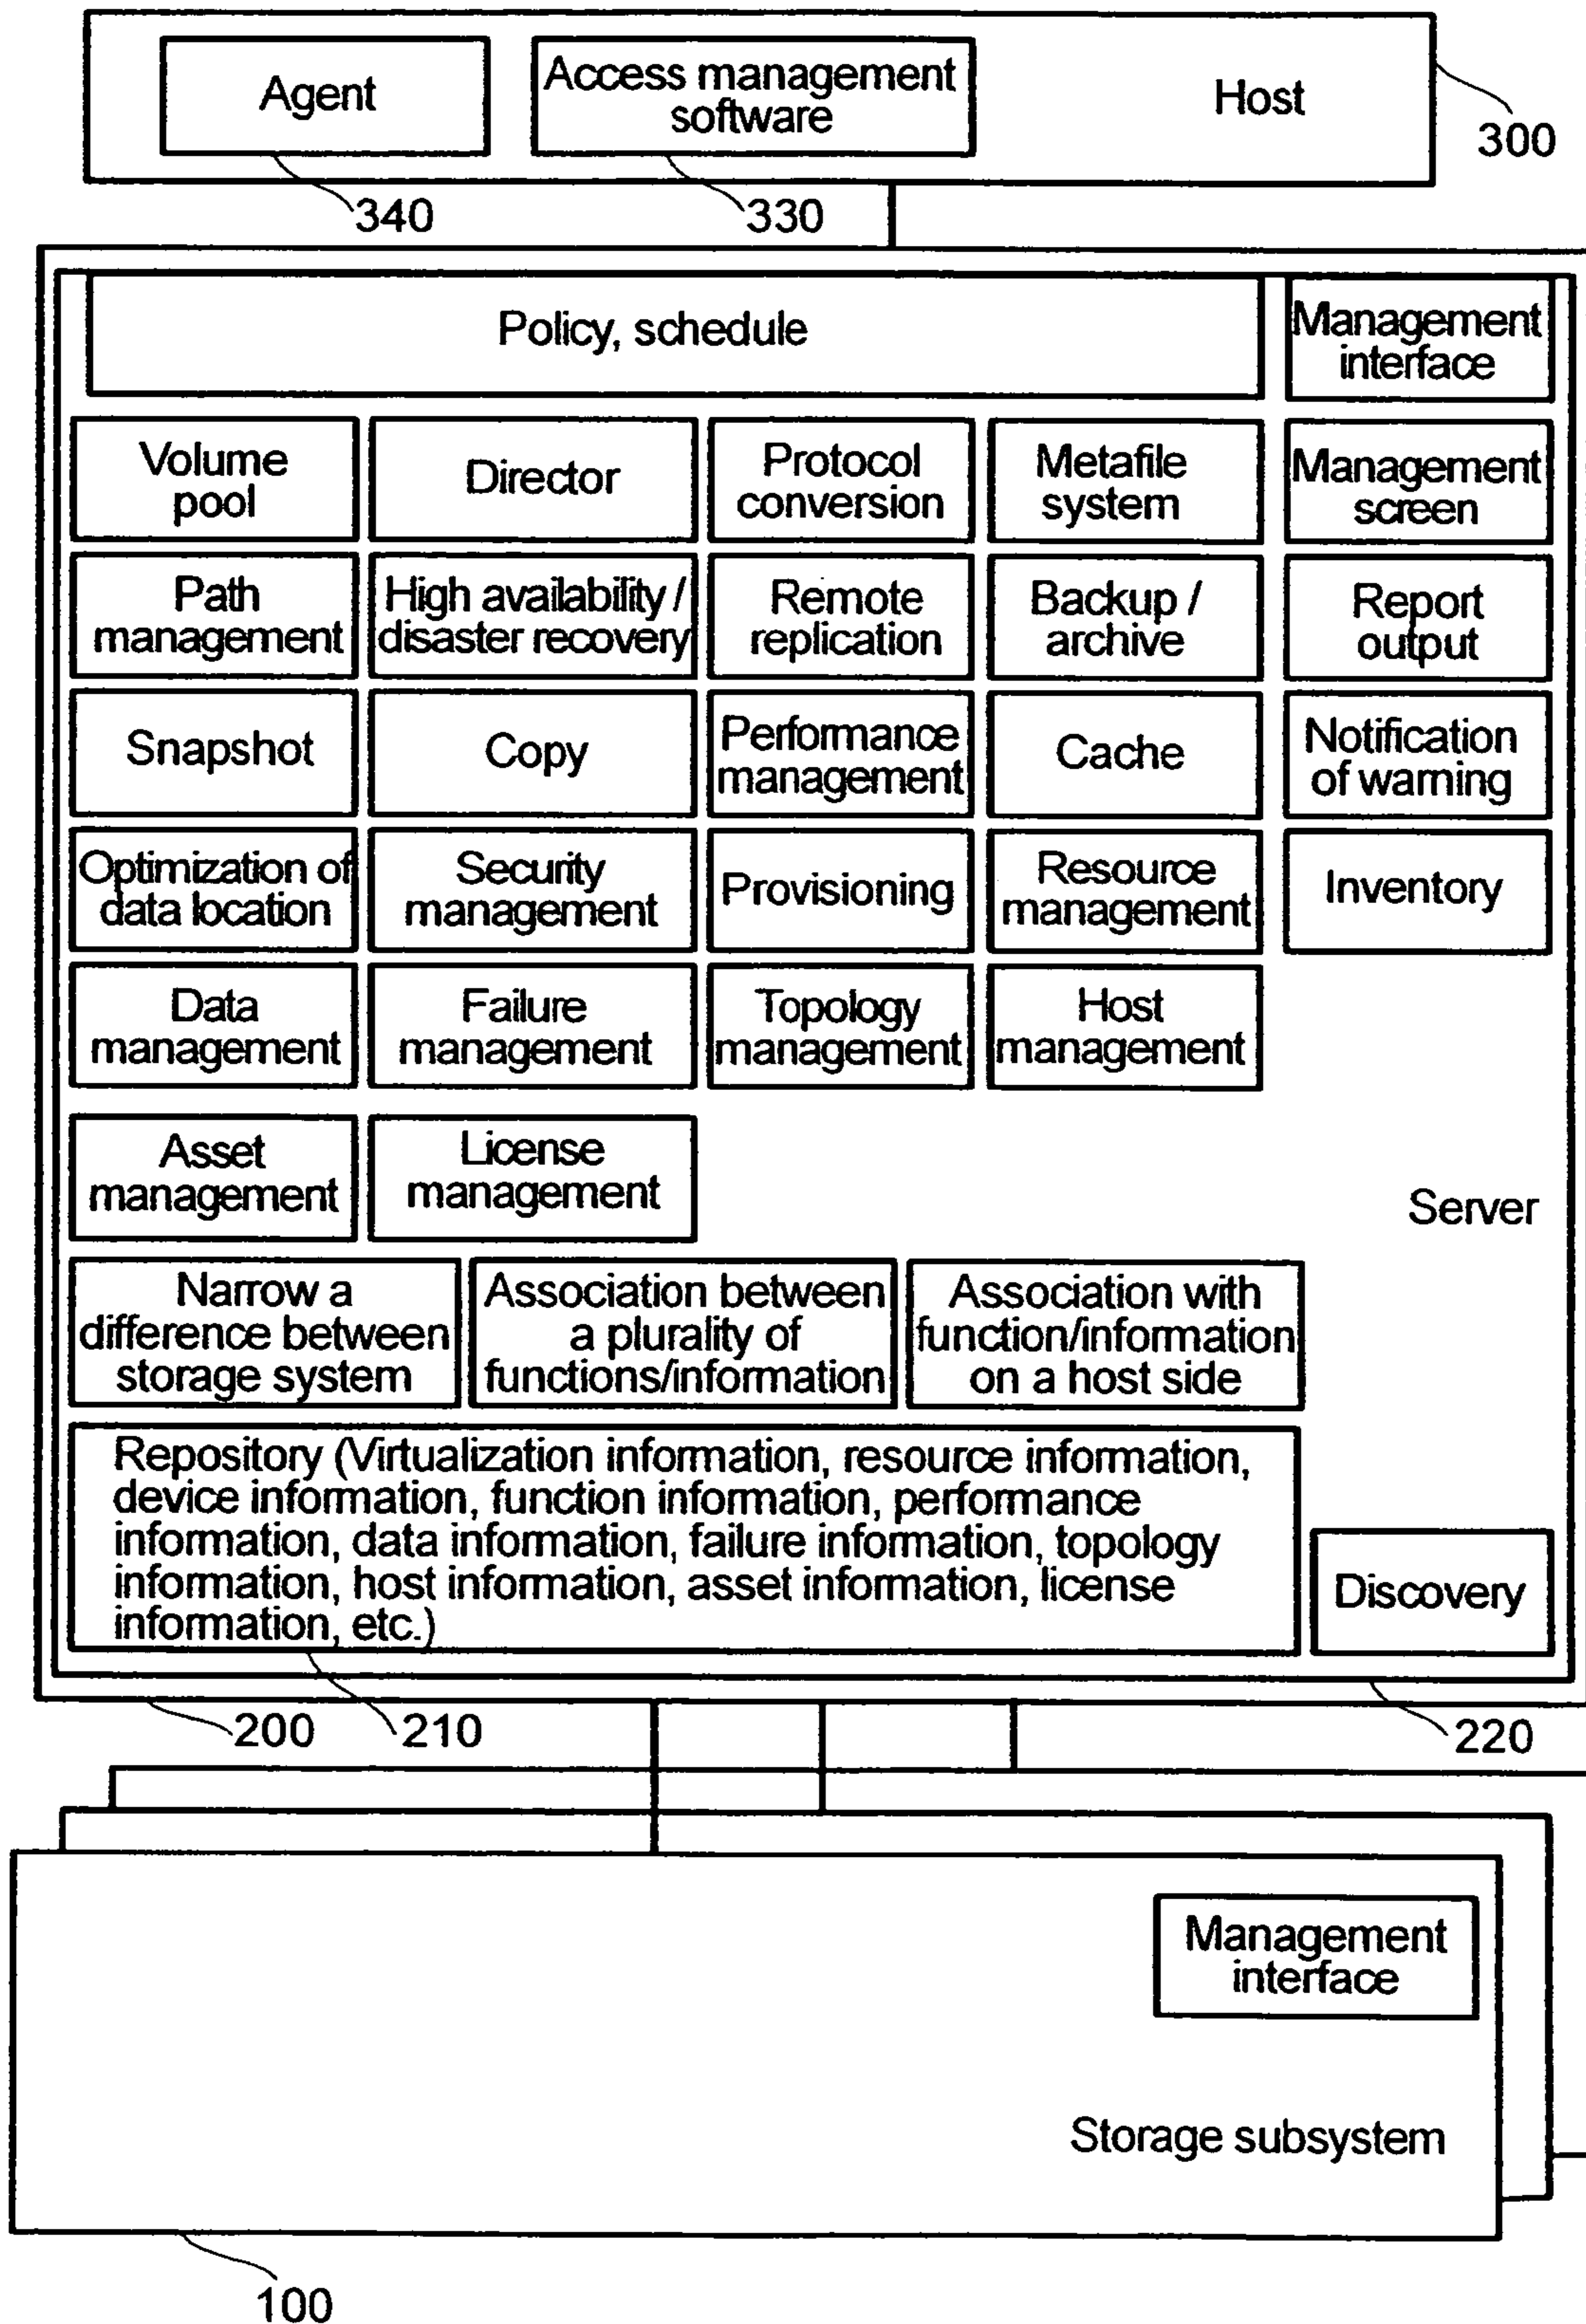 Agent
Access management
software
Host
300
340
330
Policy, schedule
Management
interface
Volume
pool
Director
Protocol
conversion
Metafile
system
Management
screen
Path
management
High availability /
disaster recovery
Remote
replication
Backup /
archive
Report
output
Snapshot
Copy
Performance
management
Cache
Notification
of warning
Optimization of
data location
Security
management
Provisioning
Resource
management
Inventory
Data
management
Failure
management
Topology
management
Host
management
Asset
management
License
management
Server
Narrow a
difference between
storage system
Association between
a plurality of
functions/information
Association with
function/information
on a host side
Repository (Virtualization information, resource information,
device information, function information, performance
information, data information, failure information, topology
information, host information, asset information, license
information, etc.)
Discovery
200
210
220
Management
interface
Storage subsystem
100